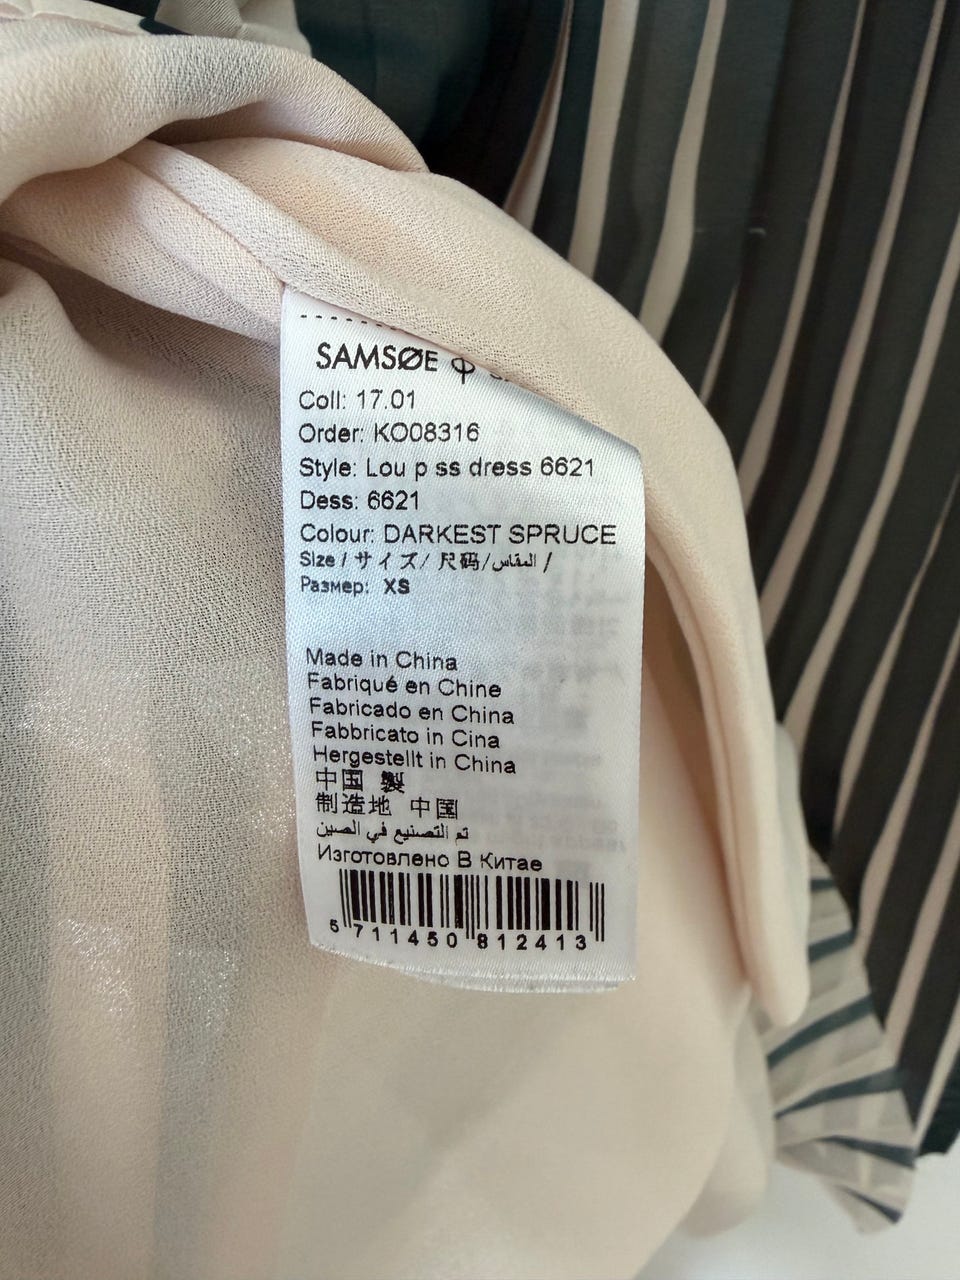 SAMSØE
Coll: 17.01
Order: KO08316
Style: Lou p ss dress 6621
Dess: 6621
Colour: DARKEST SPRUCE
Size / サイズ / 尺码 / المقاس /
Размер: XS
Made in China
Fabriqué en Chine
Fabricado en China
Fabbricato in Cina
Hergestellt in China
中国 製
制造地 中国
تم التصنيع في الصين
Изготовлено В Китае
5 711450 812413